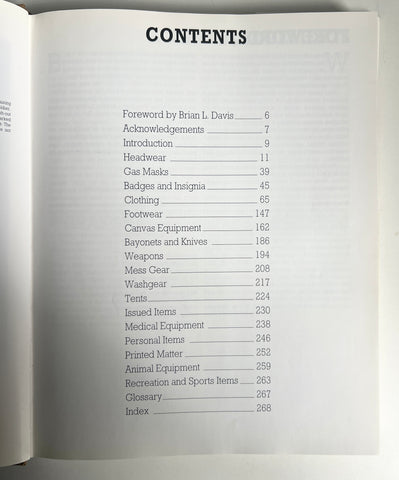 CONTENTS
Foreword by Brian L. Davis 6
Acknowledgements 7
Introduction 9
Headwear 11
Gas Masks 39
Badges and Insignia 45
Clothing 65
Footwear 147
Canvas Equipment 162
Bayonets and Knives 186
Weapons 194
Mess Gear 208
Washgear 217
Tents 224
Issued Items 230
Medical Equipment 238
Personal Items 246
Printed Matter 252
Animal Equipment 259
Recreation and Sports Items 263
Glossary 267
Index 268